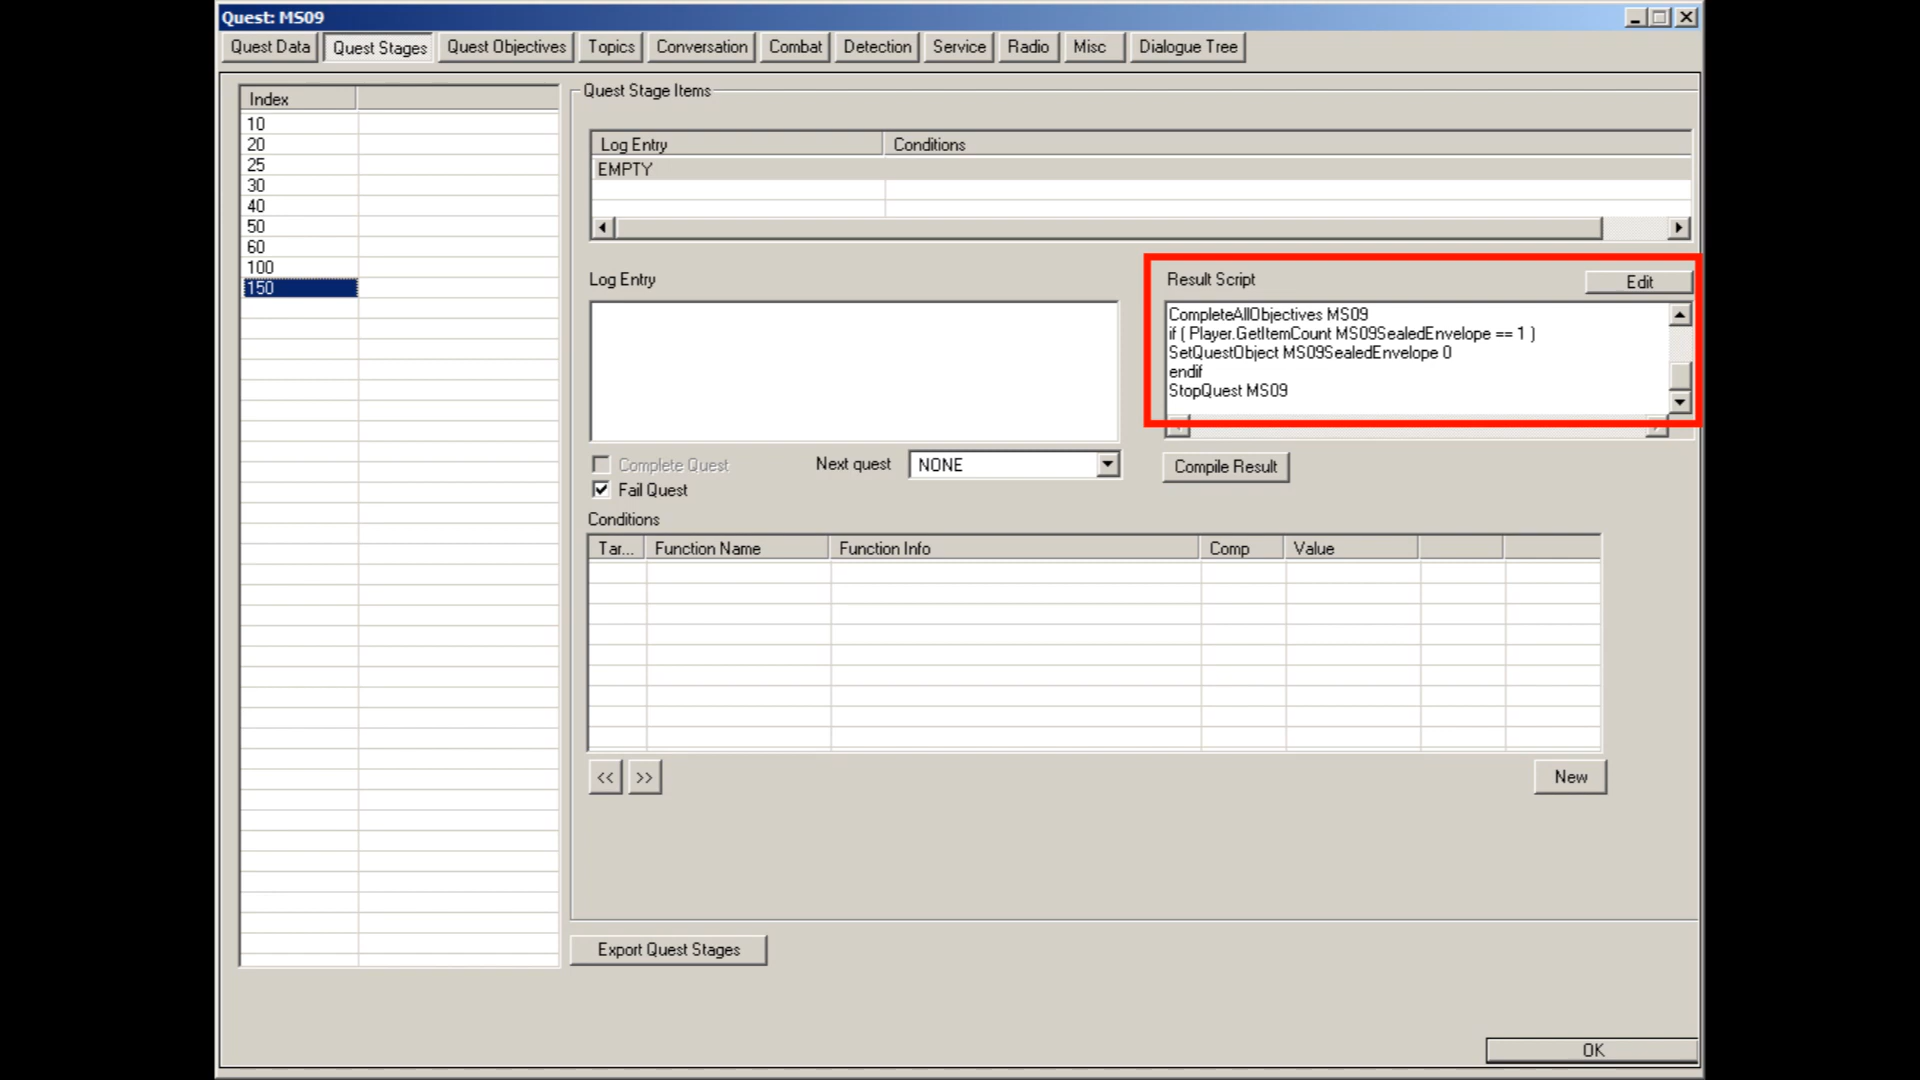 Quest: MS09
Quest Data Quest Stages Quest Objectives Topics Conversation Combat Detection Service Radio Misc Dialogue Tree
Index
10
20
25
30
40
50
60
100
150
Quest Stage Items
Log Entry Conditions
EMPTY
Log Entry
Result Script Edit
CompleteAllObjectives MS09
if ( Player.GetItemCount MS09SealedEnvelope == 1 )
SetQuestObject MS09SealedEnvelope 0
endif
StopQuest MS09
Complete Quest Next quest NONE Compile Result
Fail Quest
Conditions
Tar... Function Name Function Info Comp Value
<< >> New
Export Quest Stages
OK